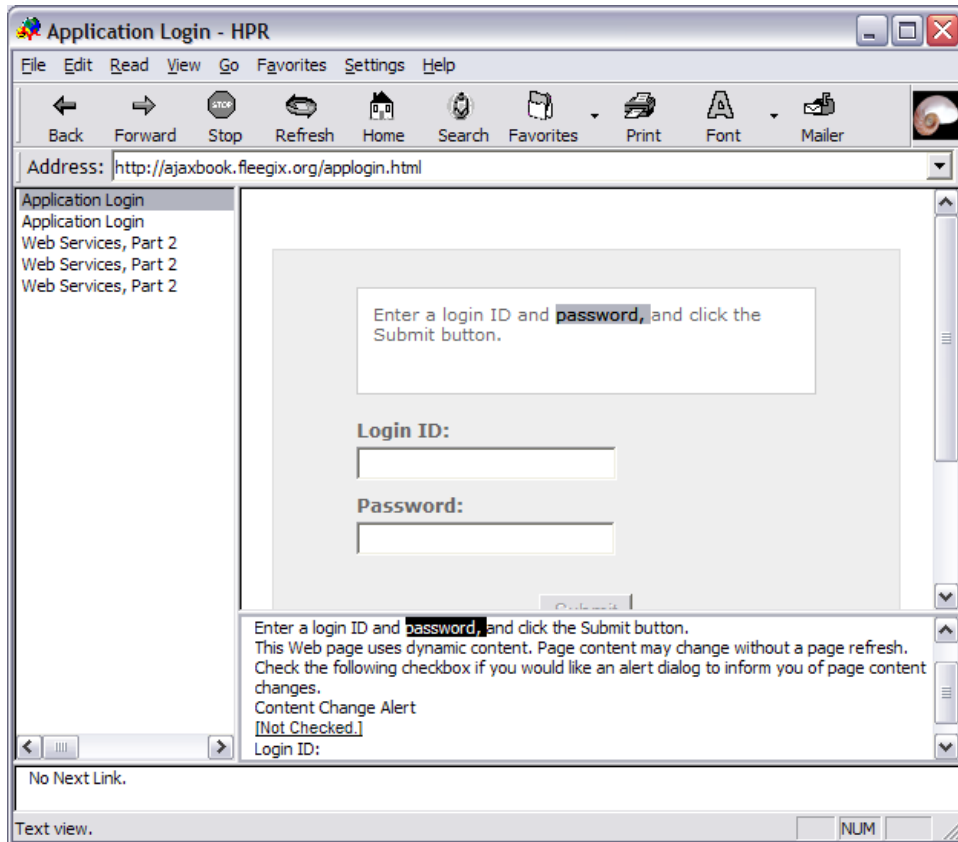 Application Login - HPR
File Edit Read View Go Favorites Settings Help
STOP
Back Forward Stop Refresh Home Search Favorites Print Font Mailer
Address: http://ajaxbook.fleegix.org/applogin.html
Application Login
Application Login
Web Services, Part 2
Web Services, Part 2
Web Services, Part 2
Enter a login ID and password, and click the
Submit button.
Login ID:
Password:
Submit
Enter a login ID and password, and click the Submit button.
This Web page uses dynamic content. Page content may change without a page refresh.
Check the following checkbox if you would like an alert dialog to inform you of page content
changes.
Content Change Alert
[Not Checked.]
Login ID:
No Next Link.
Text view.
NUM